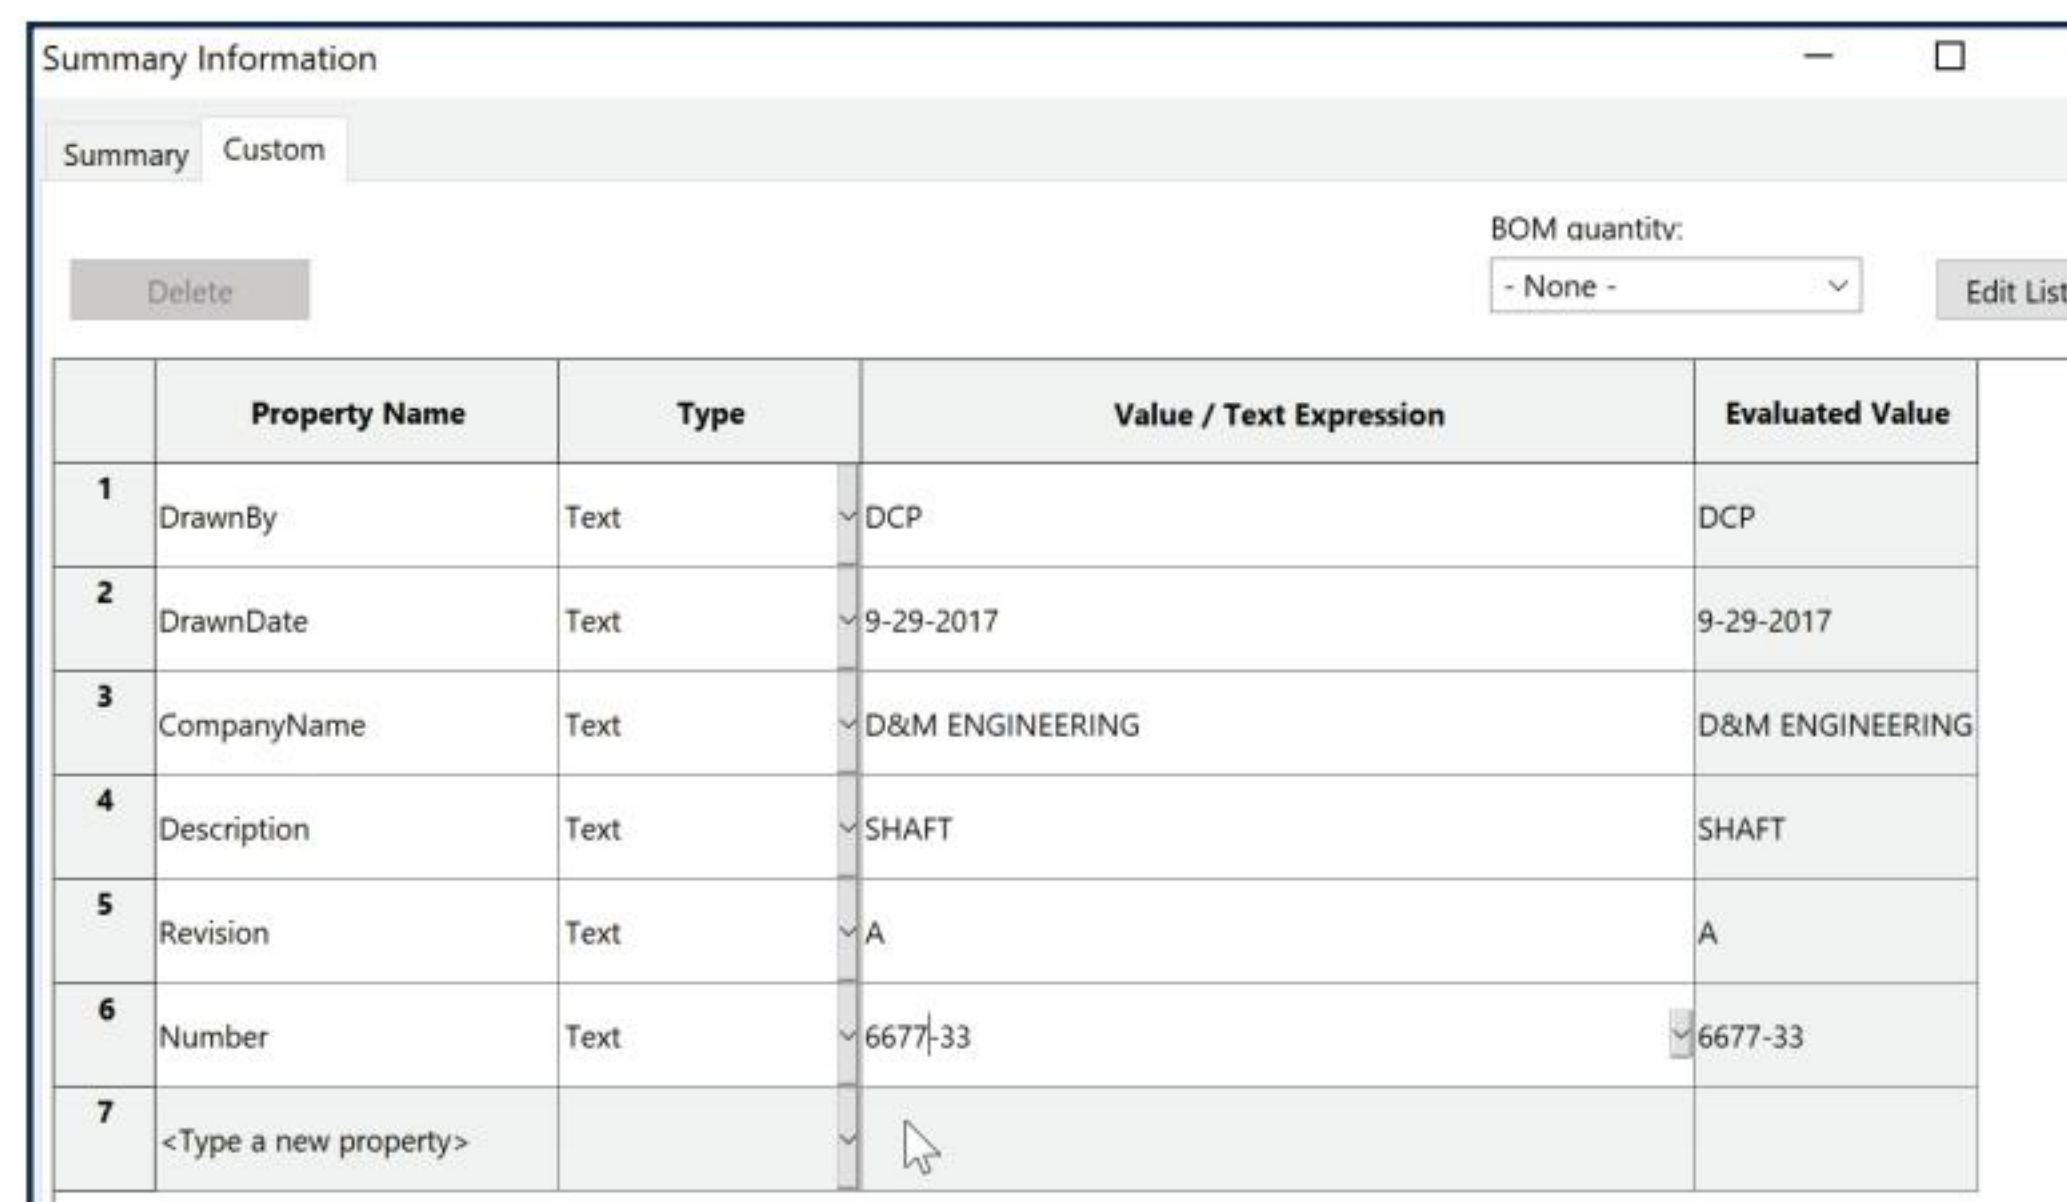 Summary Information
Summary Custom
BOM quantity:
Delete - None - Edit List
Property Name Type Value / Text Expression Evaluated Value
1 DrawnBy Text DCP DCP
2 DrawnDate Text 9-29-2017 9-29-2017
3 CompanyName Text D&M ENGINEERING D&M ENGINEERING
4 Description Text SHAFT SHAFT
5 Revision Text A A
6 Number Text 6677-33 6677-33
7 <Type a new property>